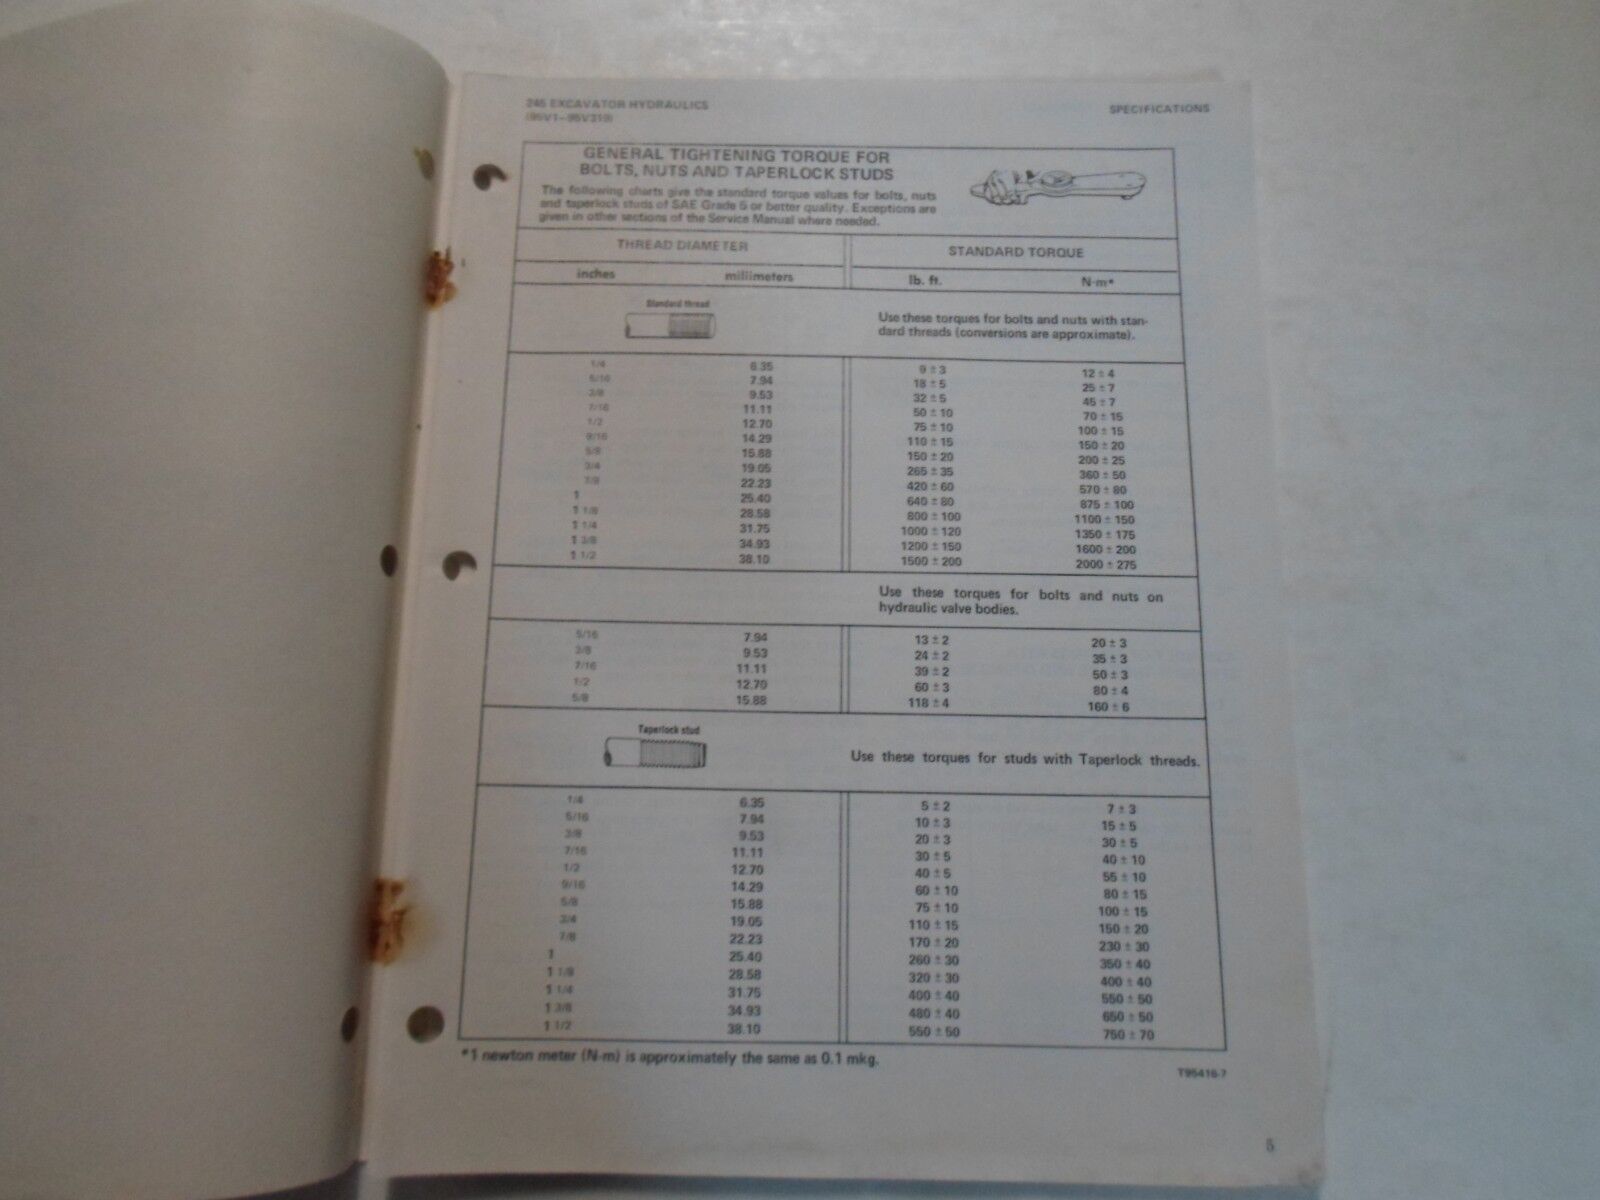 245 EXCAVATOR HYDRAULICS
(95V1-95V319)
SPECIFICATIONS
GENERAL TIGHTENING TORQUE FOR
BOLTS, NUTS AND TAPERLOCK STUDS
The following charts give the standard torque values for bolts, nuts
and taperlock studs of SAE Grade 5 or better quality. Exceptions are
given in other sections of the Service Manual where needed.
THREAD DIAMETER STANDARD TORQUE
inches millimeters lb. ft. N·m*
Standard thread
Use these torques for bolts and nuts with stan-
dard threads (conversions are approximate).
1/4 6.35 9 ± 3 12 ± 4
5/16 7.94 18 ± 5 25 ± 7
3/8 9.53 32 ± 5 45 ± 7
7/16 11.11 50 ± 10 70 ± 15
1/2 12.70 75 ± 10 100 ± 15
9/16 14.29 110 ± 15 150 ± 20
5/8 15.88 150 ± 20 200 ± 25
3/4 19.05 265 ± 35 360 ± 50
7/8 22.23 420 ± 60 570 ± 80
1 25.40 640 ± 80 875 ± 100
1 1/8 28.58 800 ± 100 1100 ± 150
1 1/4 31.75 1000 ± 120 1350 ± 175
1 3/8 34.93 1200 ± 150 1600 ± 200
1 1/2 38.10 1500 ± 200 2000 ± 275
Use these torques for bolts and nuts on
hydraulic valve bodies.
5/16 7.94 13 ± 2 20 ± 3
3/8 9.53 24 ± 2 35 ± 3
7/16 11.11 39 ± 2 50 ± 3
1/2 12.70 60 ± 3 80 ± 4
5/8 15.88 118 ± 4 160 ± 6
Taperlock stud
Use these torques for studs with Taperlock threads.
1/4 6.35 5 ± 2 7 ± 3
5/16 7.94 10 ± 3 15 ± 5
3/8 9.53 20 ± 3 30 ± 5
7/16 11.11 30 ± 5 40 ± 10
1/2 12.70 40 ± 5 55 ± 10
9/16 14.29 60 ± 10 80 ± 15
5/8 15.88 75 ± 10 100 ± 15
3/4 19.05 110 ± 15 150 ± 20
7/8 22.23 170 ± 20 230 ± 30
1 25.40 260 ± 30 350 ± 40
1 1/8 28.58 320 ± 30 400 ± 40
1 1/4 31.75 400 ± 40 550 ± 50
1 3/8 34.93 480 ± 40 650 ± 50
1 1/2 38.10 550 ± 50 750 ± 70
*1 newton meter (N·m) is approximately the same as 0.1 mkg.
T95416-7
5